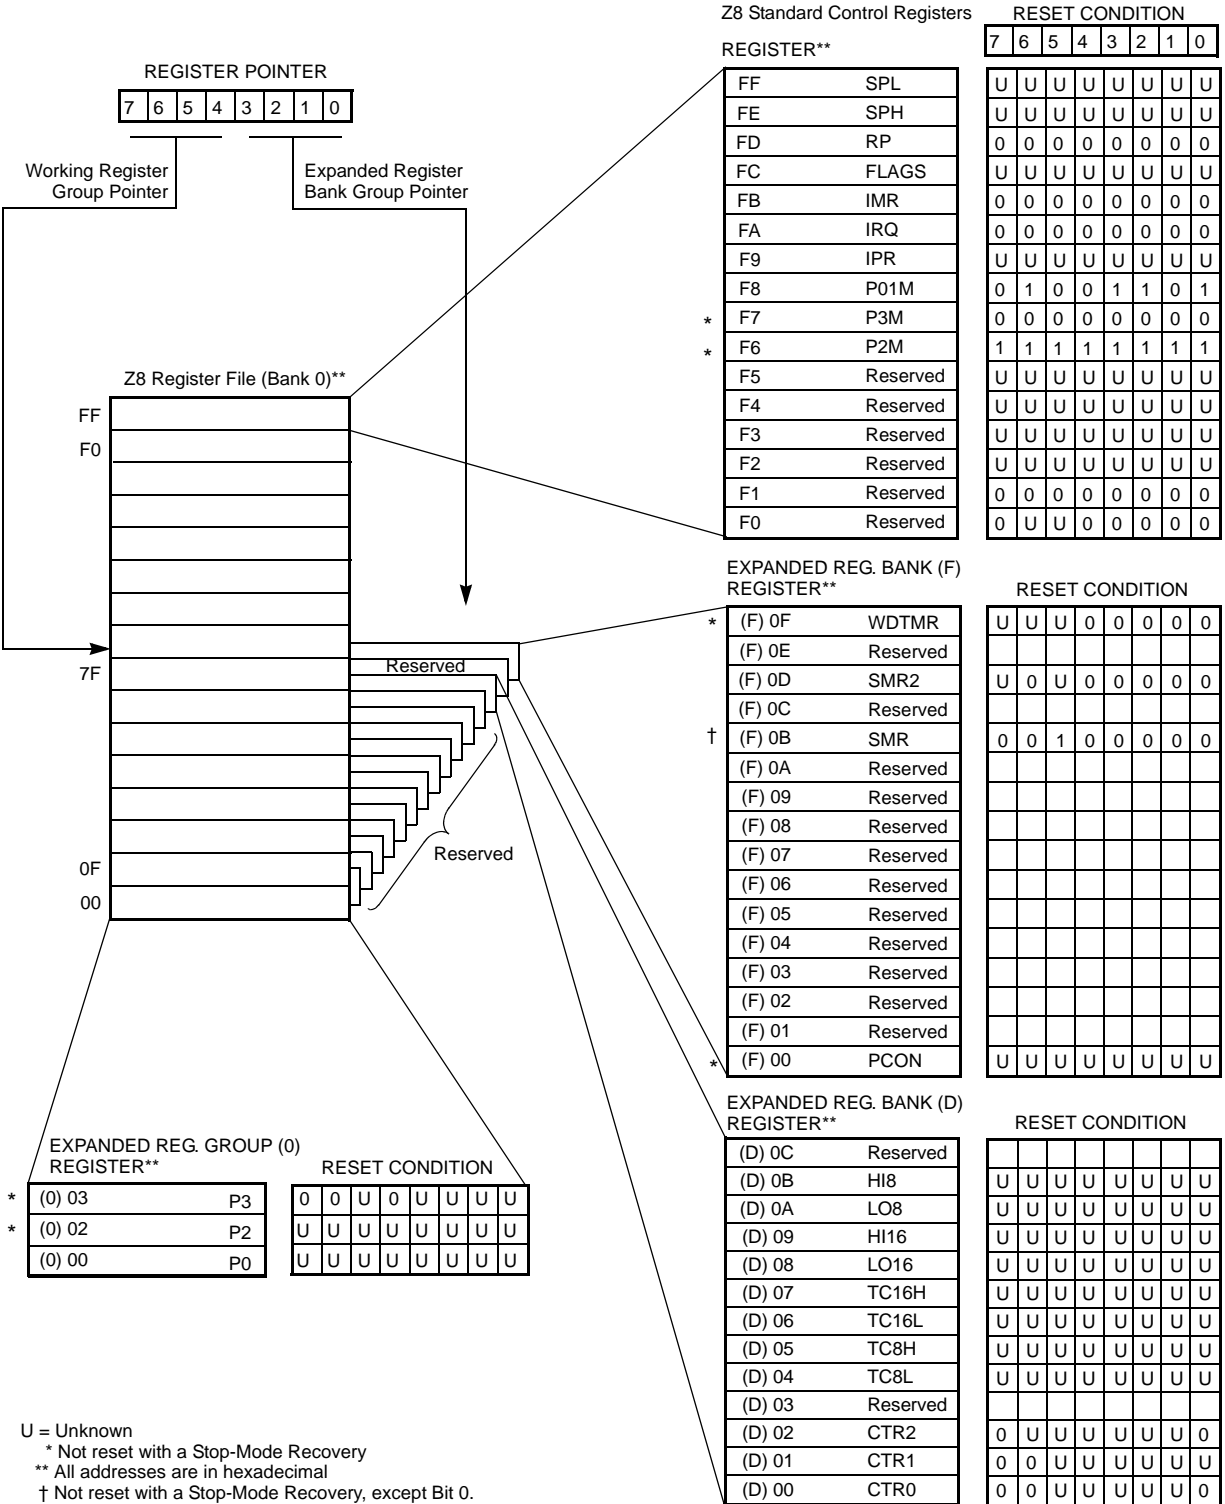 REGISTER POINTER
7 6 5 4 3 2 1 0
Working Register
Group Pointer
Expanded Register
Bank Group Pointer
Z8 Register File (Bank 0)**
FF
F0
7F
0F
00
Reserved
Reserved
Z8 Standard Control Registers
RESET CONDITION
REGISTER**
7 6 5 4 3 2 1 0
FF SPL U U U U U U U U
FE SPH U U U U U U U U
FD RP 0 0 0 0 0 0 0 0
FC FLAGS U U U U U U U U
FB IMR 0 0 0 0 0 0 0 0
FA IRQ 0 0 0 0 0 0 0 0
F9 IPR U U U U U U U U
F8 P01M 0 1 0 0 1 1 0 1
* F7 P3M 0 0 0 0 0 0 0 0
* F6 P2M 1 1 1 1 1 1 1 1
F5 Reserved U U U U U U U U
F4 Reserved U U U U U U U U
F3 Reserved U U U U U U U U
F2 Reserved U U U U U U U U
F1 Reserved 0 0 0 0 0 0 0 0
F0 Reserved 0 U U 0 0 0 0 0
EXPANDED REG. BANK (F)
REGISTER**
RESET CONDITION
* (F) 0F WDTMR U U U 0 0 0 0 0
(F) 0E Reserved
(F) 0D SMR2 U 0 U 0 0 0 0 0
(F) 0C Reserved
† (F) 0B SMR 0 0 1 0 0 0 0 0
(F) 0A Reserved
(F) 09 Reserved
(F) 08 Reserved
(F) 07 Reserved
(F) 06 Reserved
(F) 05 Reserved
(F) 04 Reserved
(F) 03 Reserved
(F) 02 Reserved
(F) 01 Reserved
* (F) 00 PCON U U U U U U U U
EXPANDED REG. BANK (D)
REGISTER**
RESET CONDITION
(D) 0C Reserved
(D) 0B HI8 U U U U U U U U
(D) 0A LO8 U U U U U U U U
(D) 09 HI16 U U U U U U U U
(D) 08 LO16 U U U U U U U U
(D) 07 TC16H U U U U U U U U
(D) 06 TC16L U U U U U U U U
(D) 05 TC8H U U U U U U U U
(D) 04 TC8L U U U U U U U U
(D) 03 Reserved
(D) 02 CTR2 0 U U U U U U 0
(D) 01 CTR1 0 0 U U U U U U
(D) 00 CTR0 0 0 U U U U U 0
EXPANDED REG. GROUP (0)
REGISTER**
RESET CONDITION
* (0) 03 P3 0 0 U 0 U U U U
* (0) 02 P2 U U U U U U U U
(0) 00 P0 U U U U U U U U
U = Unknown
* Not reset with a Stop-Mode Recovery
** All addresses are in hexadecimal
† Not reset with a Stop-Mode Recovery, except Bit 0.